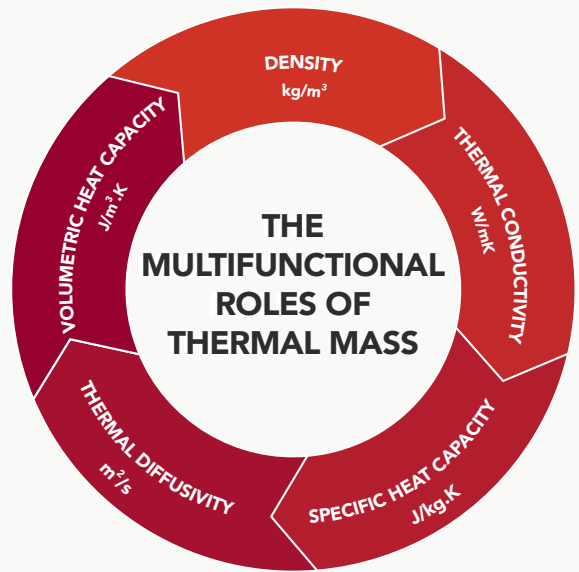 DENSITY
kg/m³
THERMAL CONDUCTIVITY
W/mK
SPECIFIC HEAT CAPACITY
J/kg.K
THERMAL DIFFUSIVITY
m²/s
VOLUMETRIC HEAT CAPACITY
J/m³.K
THE
MULTIFUNCTIONAL
ROLES OF
THERMAL MASS